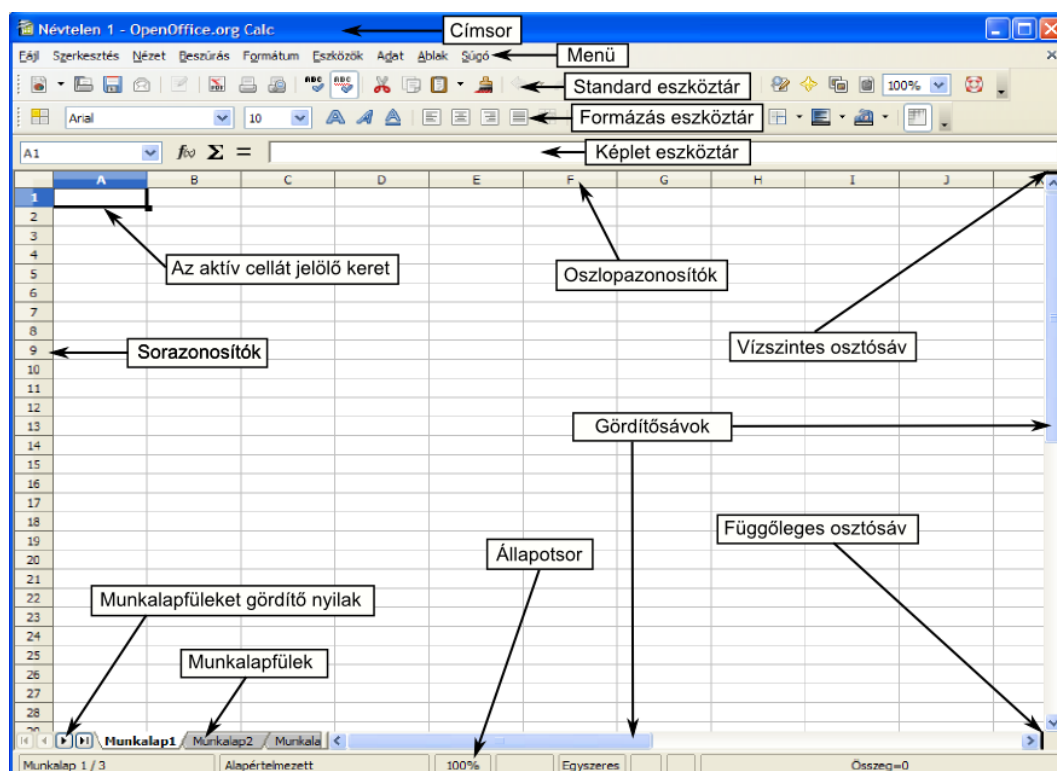 Névtelen 1 - OpenOffice.org Calc
Címsor
Fájl Szerkesztés Nézet Beszúrás Formátum Eszközök Adat Ablak Súgó
Menü
Standard eszköztár
100%
Arial 10
Formázás eszköztár
A1 f(x) Σ =
Képlet eszköztár
A B C D E F G H I J
1
2
3
4
Az aktív cellát jelölő keret
Oszlopazonosítók
5
6
7
8
Vízszintes osztósáv
9
Sorazonosítók
10
11
12
13
Gördítősávok
14
15
16
17
18
Függőleges osztósáv
19
Állapotsor
20
21
22
Munkalapfüleket gördítő nyilak
23
24
25
Munkalapfülek
26
27
28
29
Munkalap1 Munkalap2 Munkala
Munkalap 1 / 3 Alapértelmezett 100% Egyszeres Összeg=0